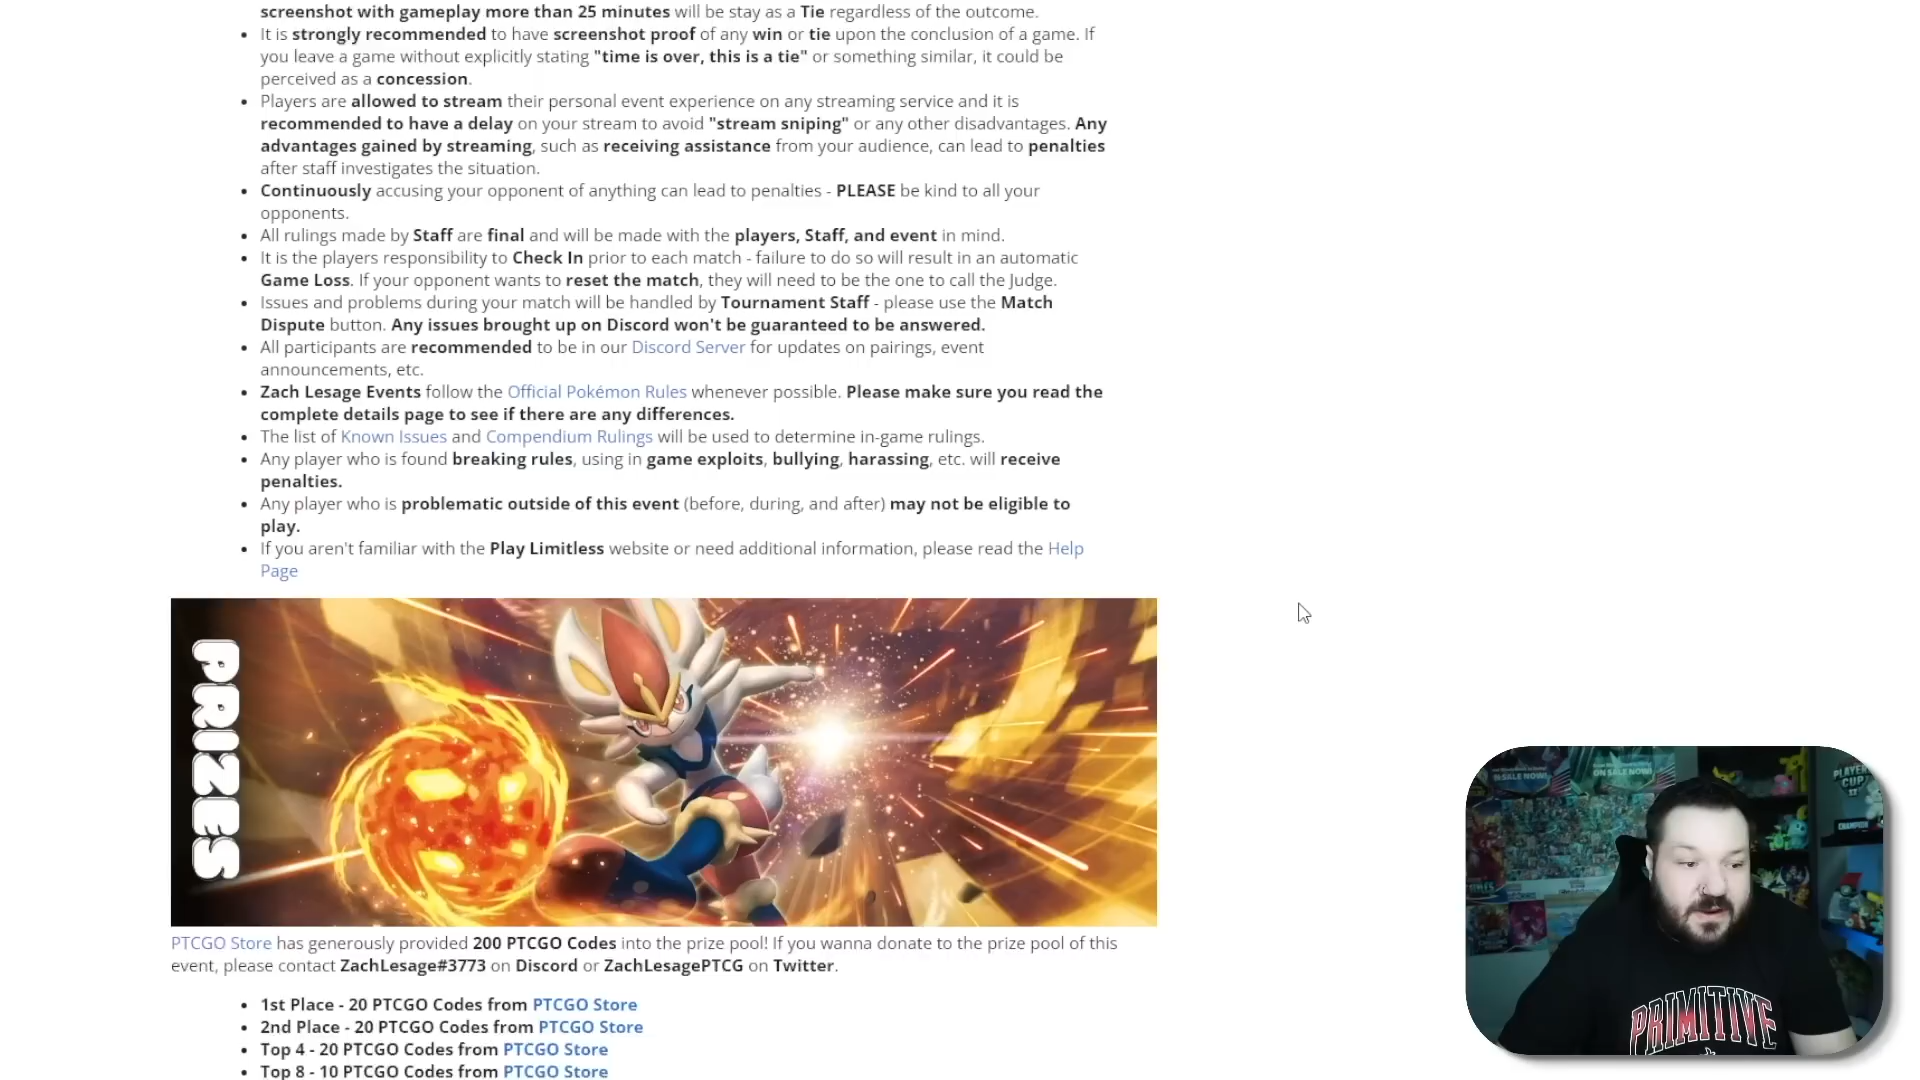 screenshot with gameplay more than 25 minutes will be stay as a Tie regardless of the outcome.
It is strongly recommended to have screenshot proof of any win or tie upon the conclusion of a game. If
you leave a game without explicitly stating "time is over, this is a tie" or something similar, it could be
perceived as a concession.
Players are allowed to stream their personal event experience on any streaming service and it is
recommended to have a delay on your stream to avoid "stream sniping" or any other disadvantages. Any
advantages gained by streaming, such as receiving assistance from your audience, can lead to penalties
after staff investigates the situation.
Continuously accusing your opponent of anything can lead to penalties - PLEASE be kind to all your
opponents.
All rulings made by Staff are final and will be made with the players, Staff, and event in mind.
It is the players responsibility to Check In prior to each match - failure to do so will result in an automatic
Game Loss. If your opponent wants to reset the match, they will need to be the one to call the Judge.
Issues and problems during your match will be handled by Tournament Staff - please use the Match
Dispute button. Any issues brought up on Discord won't be guaranteed to be answered.
All participants are recommended to be in our Discord Server for updates on pairings, event
announcements, etc.
Zach Lesage Events follow the Official Pokémon Rules whenever possible. Please make sure you read the
complete details page to see if there are any differences.
The list of Known Issues and Compendium Rulings will be used to determine in-game rulings.
Any player who is found breaking rules, using in game exploits, bullying, harassing, etc. will receive
penalties.
Any player who is problematic outside of this event (before, during, and after) may not be eligible to
play.
If you aren't familiar with the Play Limitless website or need additional information, please read the Help
Page
PRIZES
PTCGO Store has generously provided 200 PTCGO Codes into the prize pool! If you wanna donate to the prize pool of this
event, please contact ZachLesage#3773 on Discord or ZachLesagePTCG on Twitter.
1st Place - 20 PTCGO Codes from PTCGO Store
2nd Place - 20 PTCGO Codes from PTCGO Store
Top 4 - 20 PTCGO Codes from PTCGO Store
Top 8 - 10 PTCGO Codes from PTCGO Store
ON SALE NOW!
PLAYER
CUP
CHAMPION
PRIMITIVE